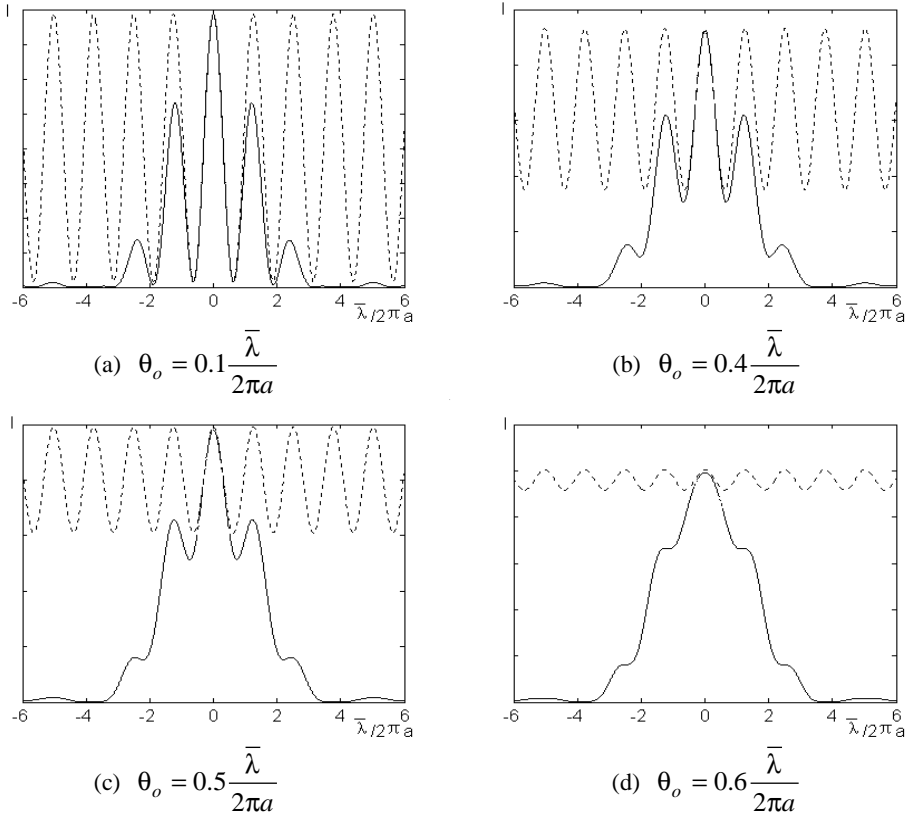 I
I
-6 -4 -2 0 2 4 6
λ̅/2πa
-6 -4 -2 0 2 4 6
λ̅/2πa
(a) θₒ = 0.1 λ̅/2πa
(b) θₒ = 0.4 λ̅/2πa
I
I
-6 -4 -2 0 2 4 6
λ̅/2πa
-6 -4 -2 0 2 4 6
λ̅/2πa
(c) θₒ = 0.5 λ̅/2πa
(d) θₒ = 0.6 λ̅/2πa